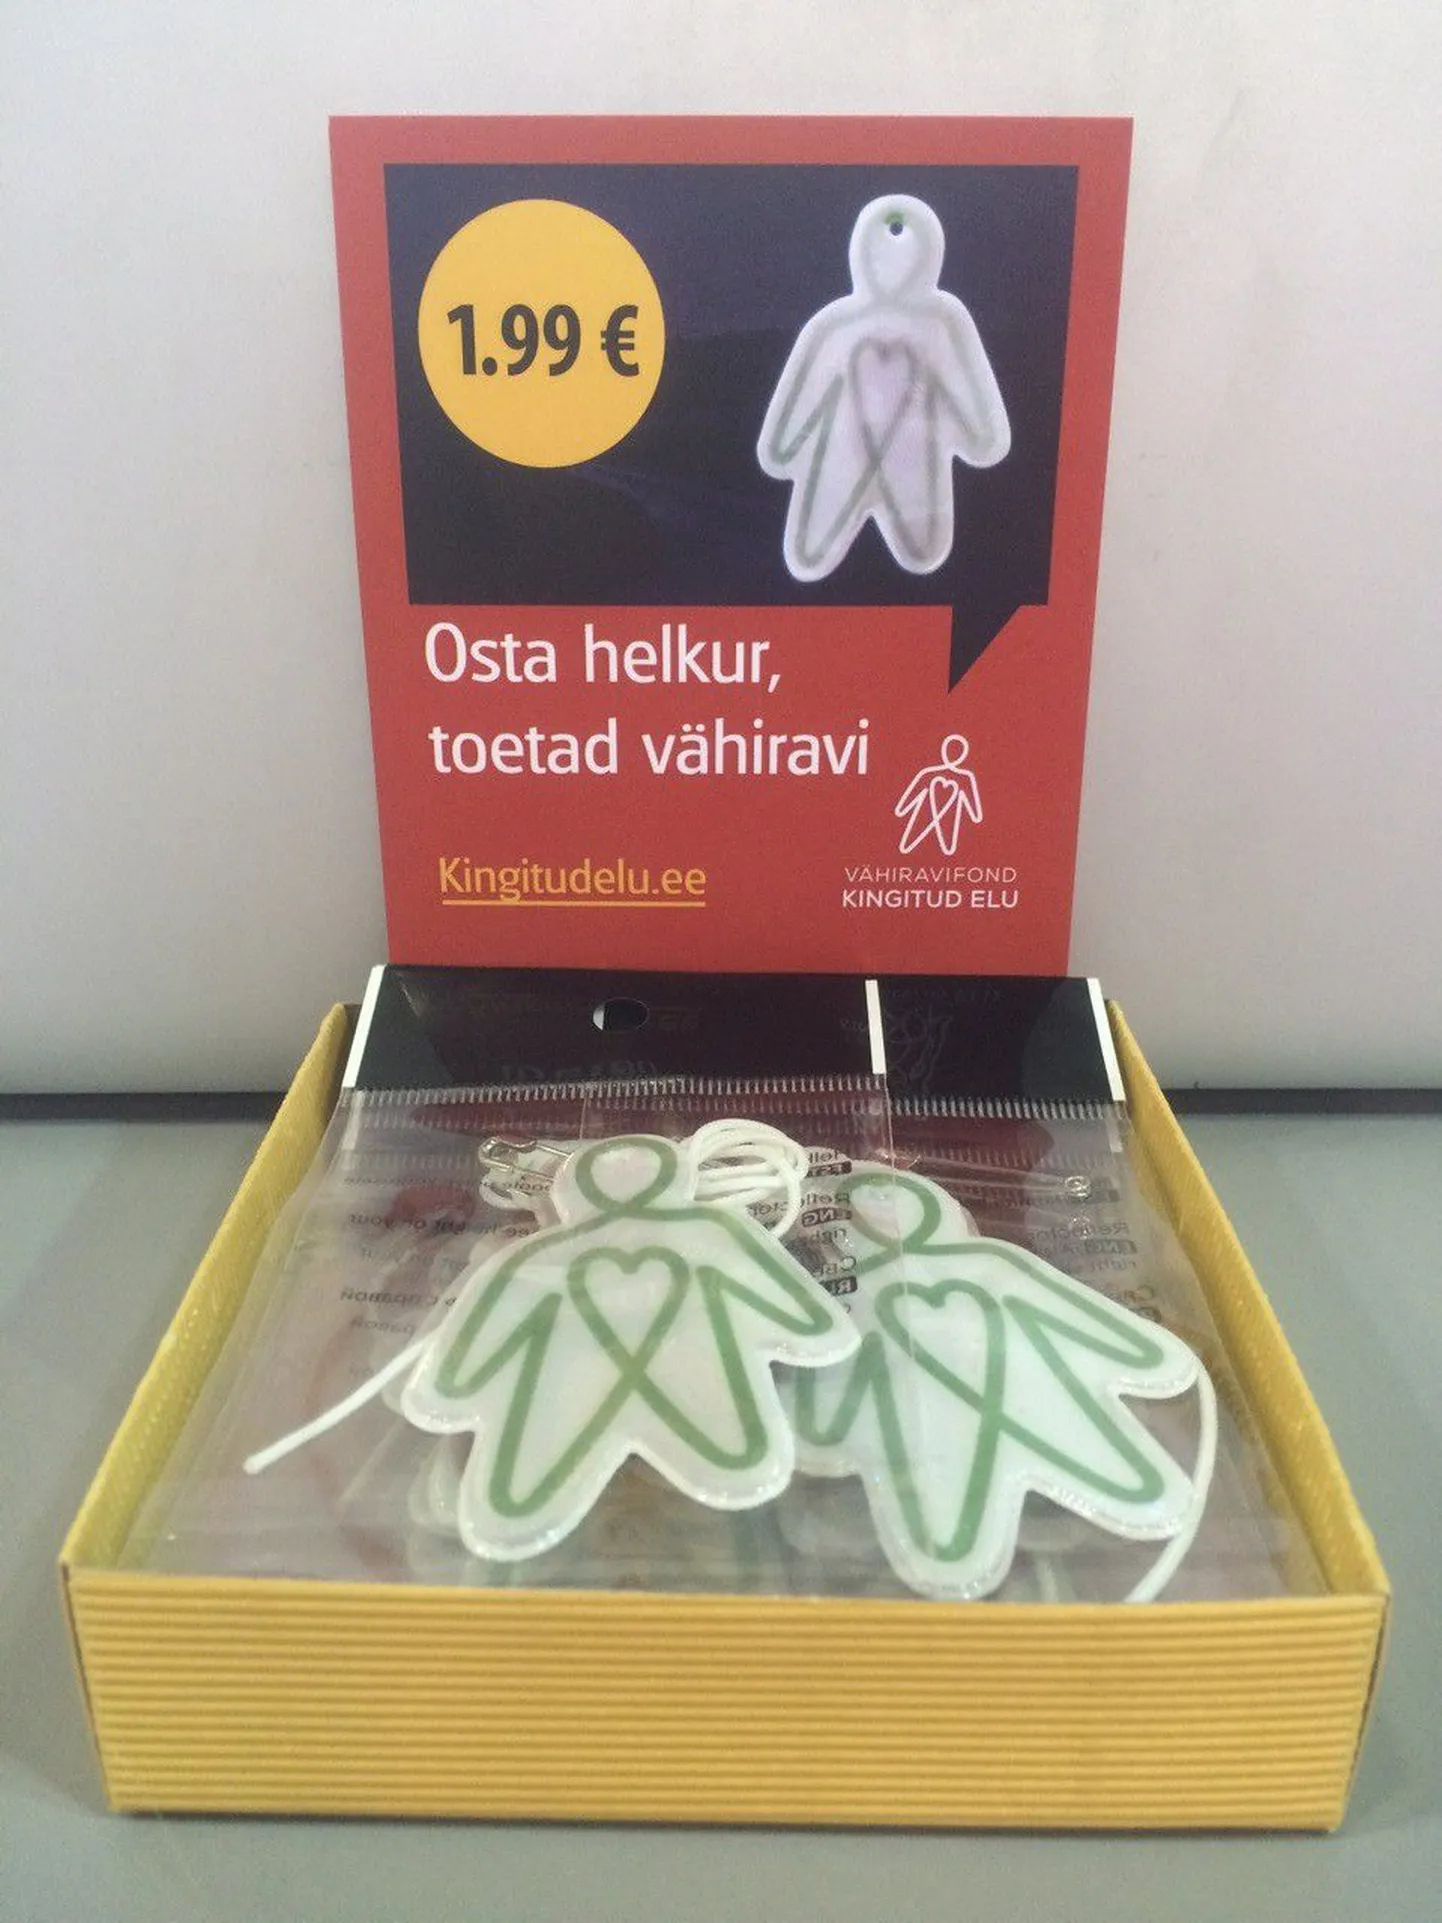 1.99 €
Osta helkur,
toetad vähiravi
Kingitudelu.ee
VÄHIRAVIFOND
KINGITUD ELU